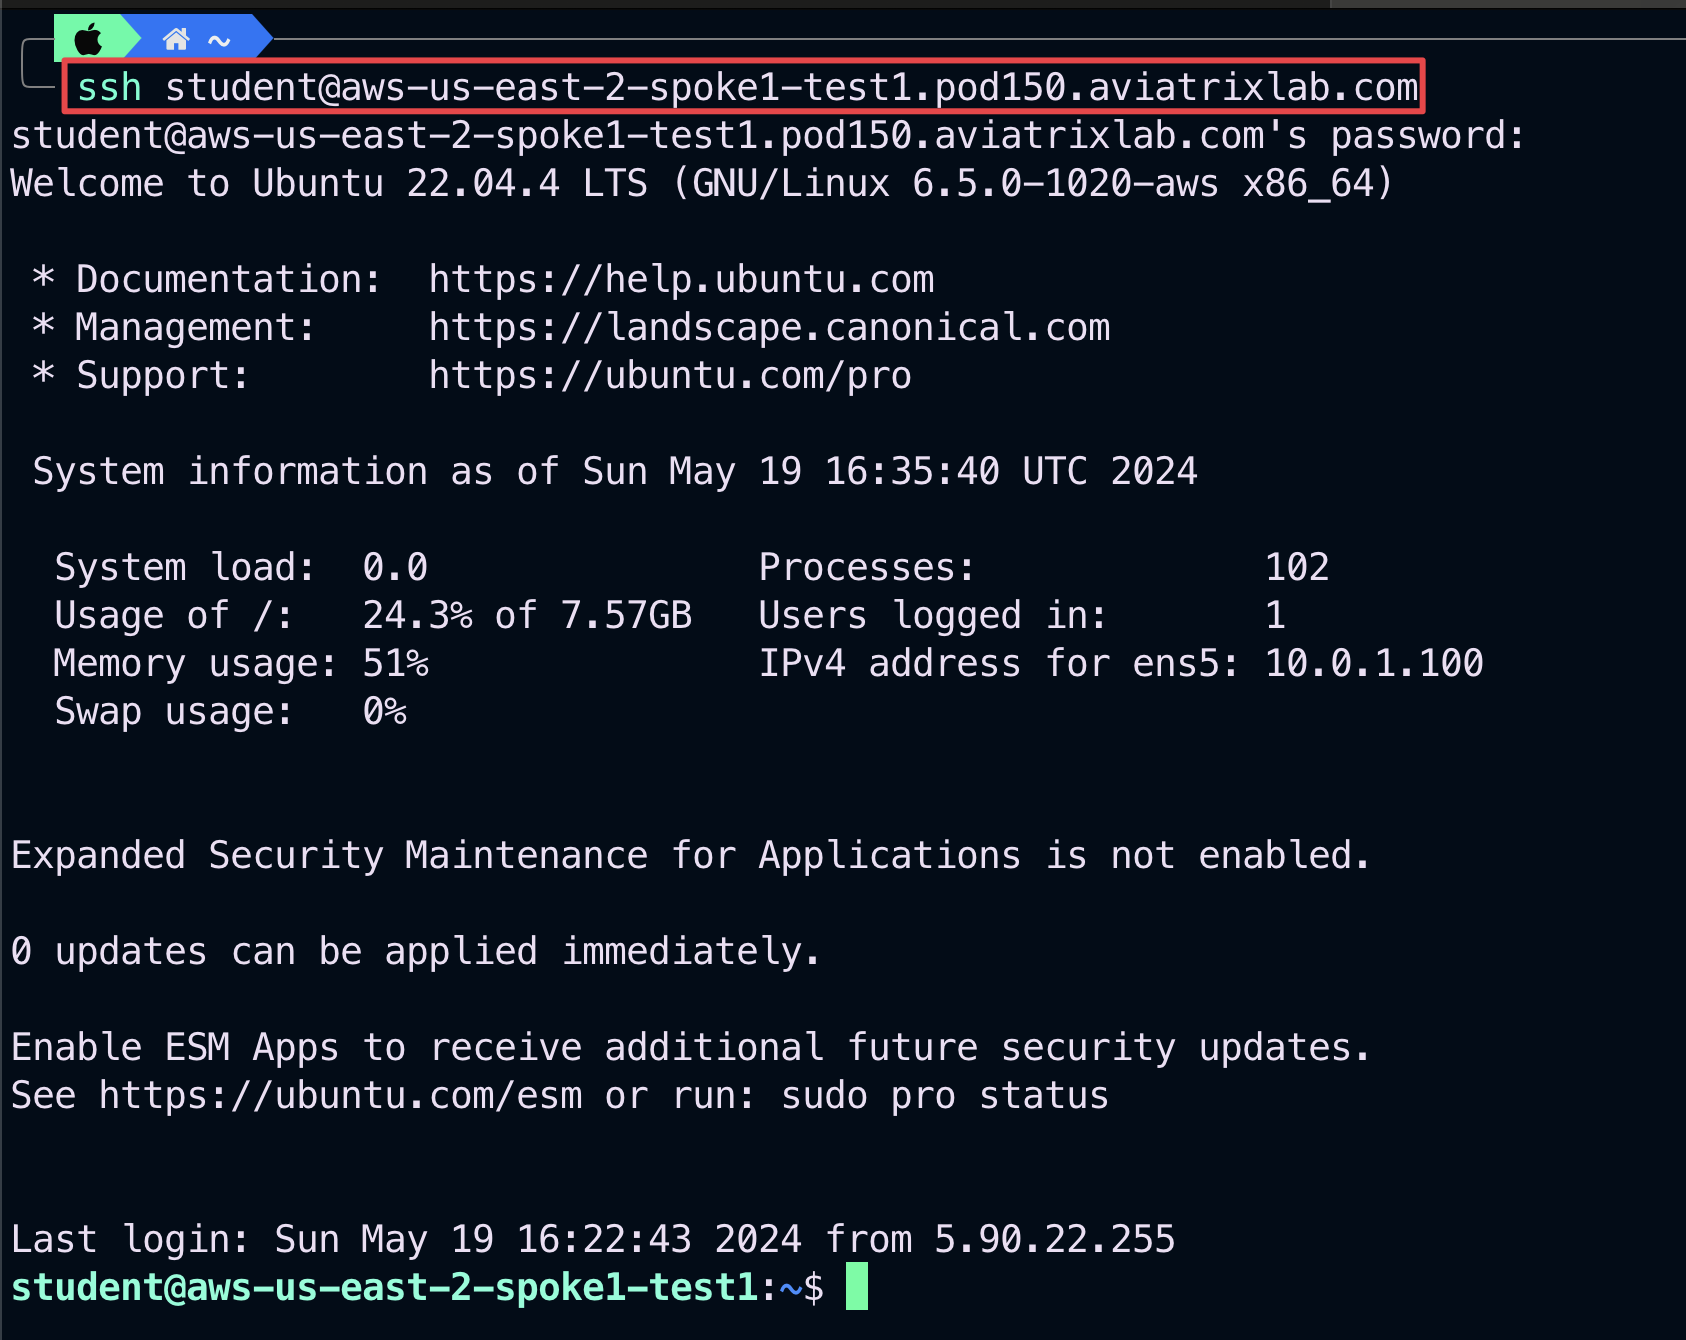 ~
ssh student@aws-us-east-2-spoke1-test1.pod150.aviatrixlab.com
student@aws-us-east-2-spoke1-test1.pod150.aviatrixlab.com's password:
Welcome to Ubuntu 22.04.4 LTS (GNU/Linux 6.5.0-1020-aws x86_64)
* Documentation:  https://help.ubuntu.com
* Management:     https://landscape.canonical.com
* Support:        https://ubuntu.com/pro
System information as of Sun May 19 16:35:40 UTC 2024
System load:  0.0               Processes:             102
Usage of /:   24.3% of 7.57GB   Users logged in:       1
Memory usage: 51%               IPv4 address for ens5: 10.0.1.100
Swap usage:   0%
Expanded Security Maintenance for Applications is not enabled.
0 updates can be applied immediately.
Enable ESM Apps to receive additional future security updates.
See https://ubuntu.com/esm or run: sudo pro status
Last login: Sun May 19 16:22:43 2024 from 5.90.22.255
student@aws-us-east-2-spoke1-test1:~$